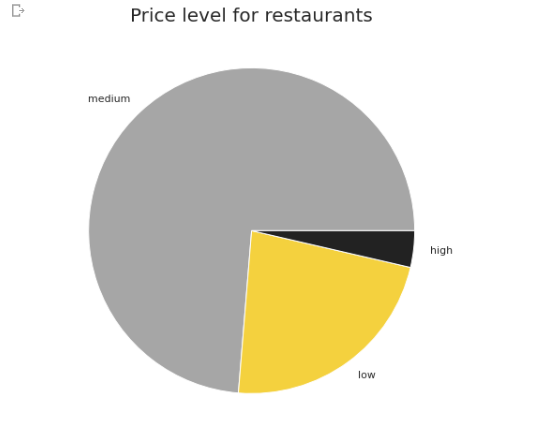 Price level for restaurants
medium
high
low